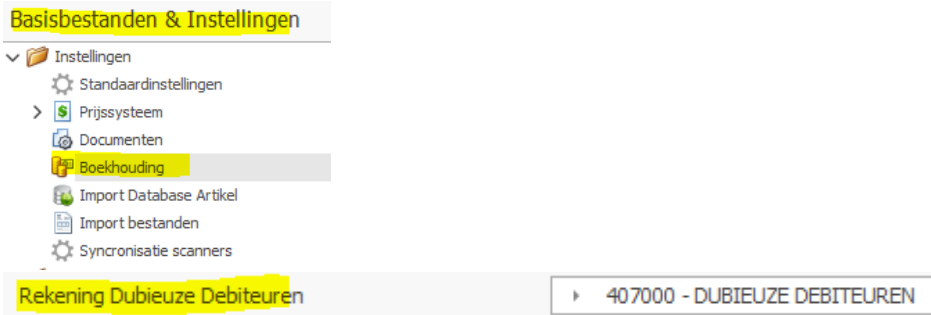 Basisbestanden & Instellingen
Instellingen
Standaardinstellingen
Prijssysteem
Documenten
Boekhouding
Import Database Artikel
Import bestanden
Syncronisatie scanners
Rekening Dubieuze Debiteuren 407000 - DUBIEUZE DEBITEUREN